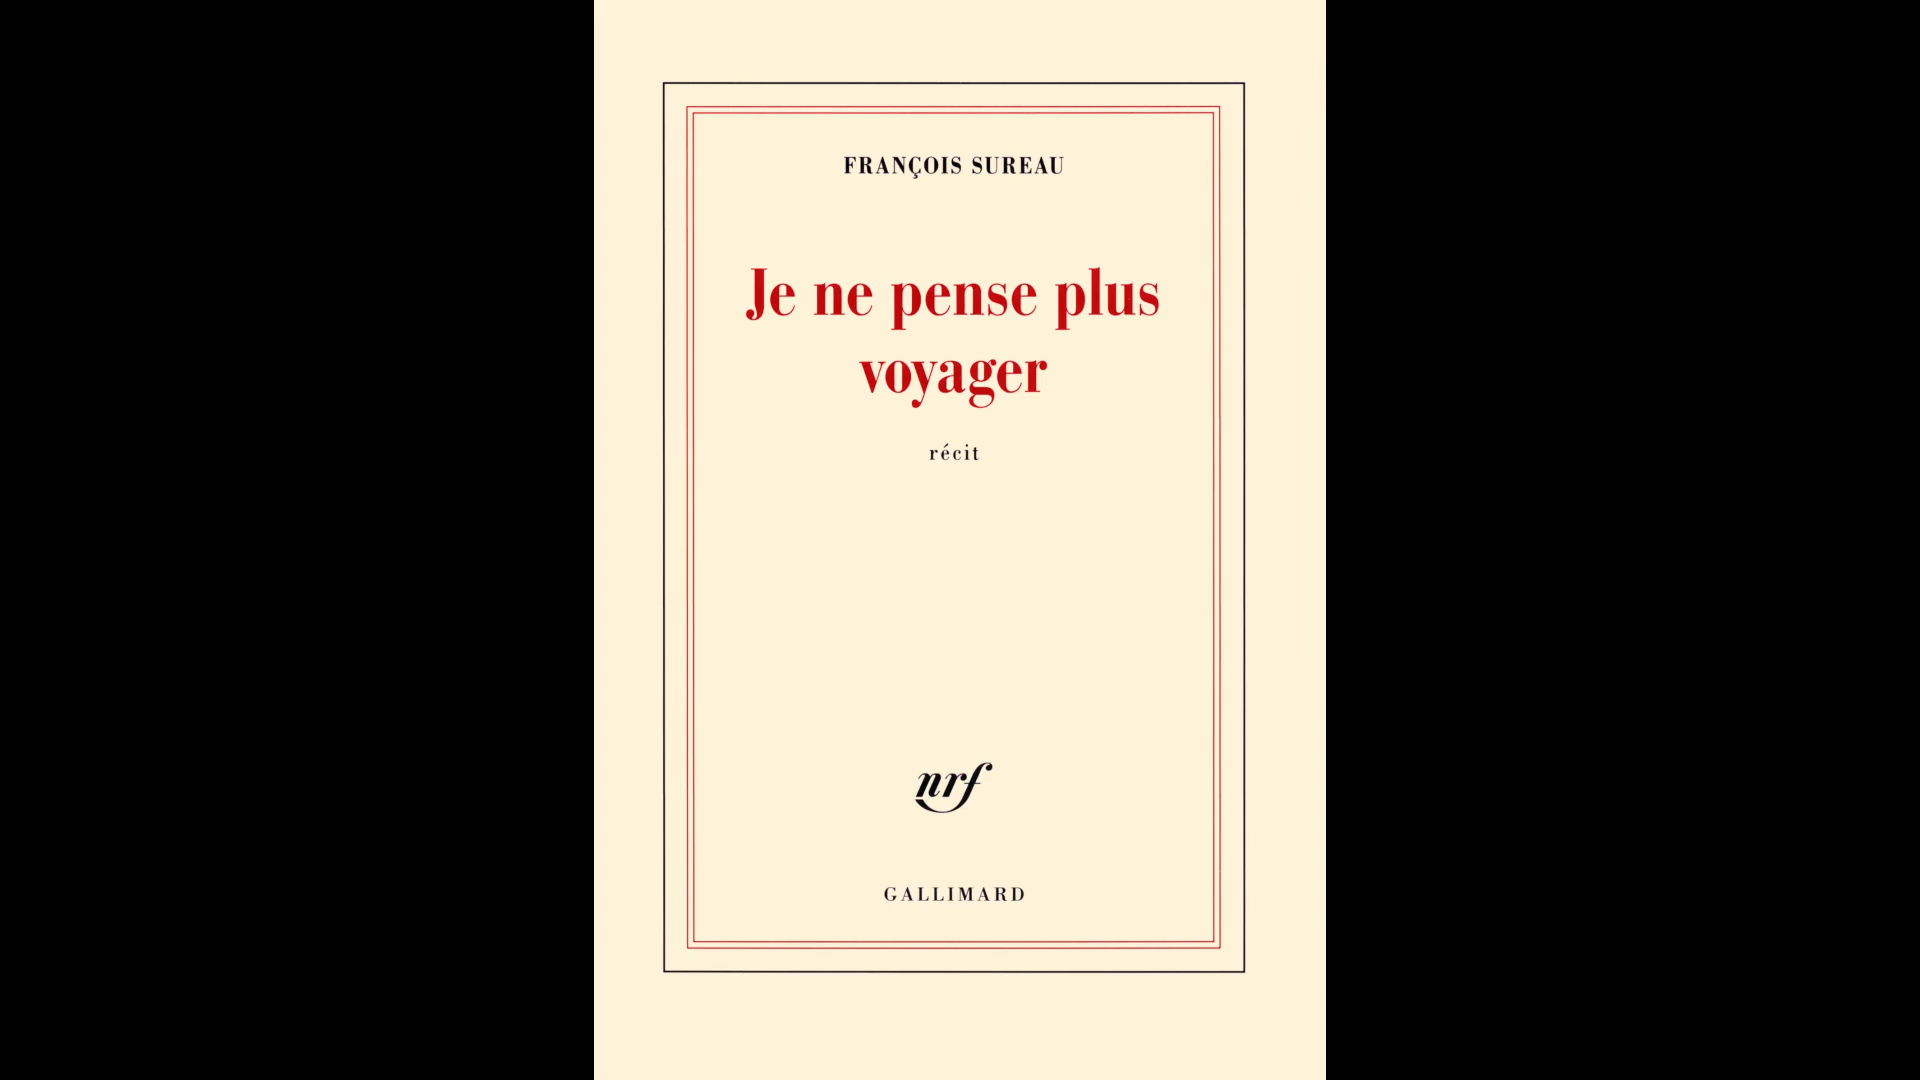 FRANÇOIS SUREAU
Je ne pense plus
voyager
récit
nrf
GALLIMARD